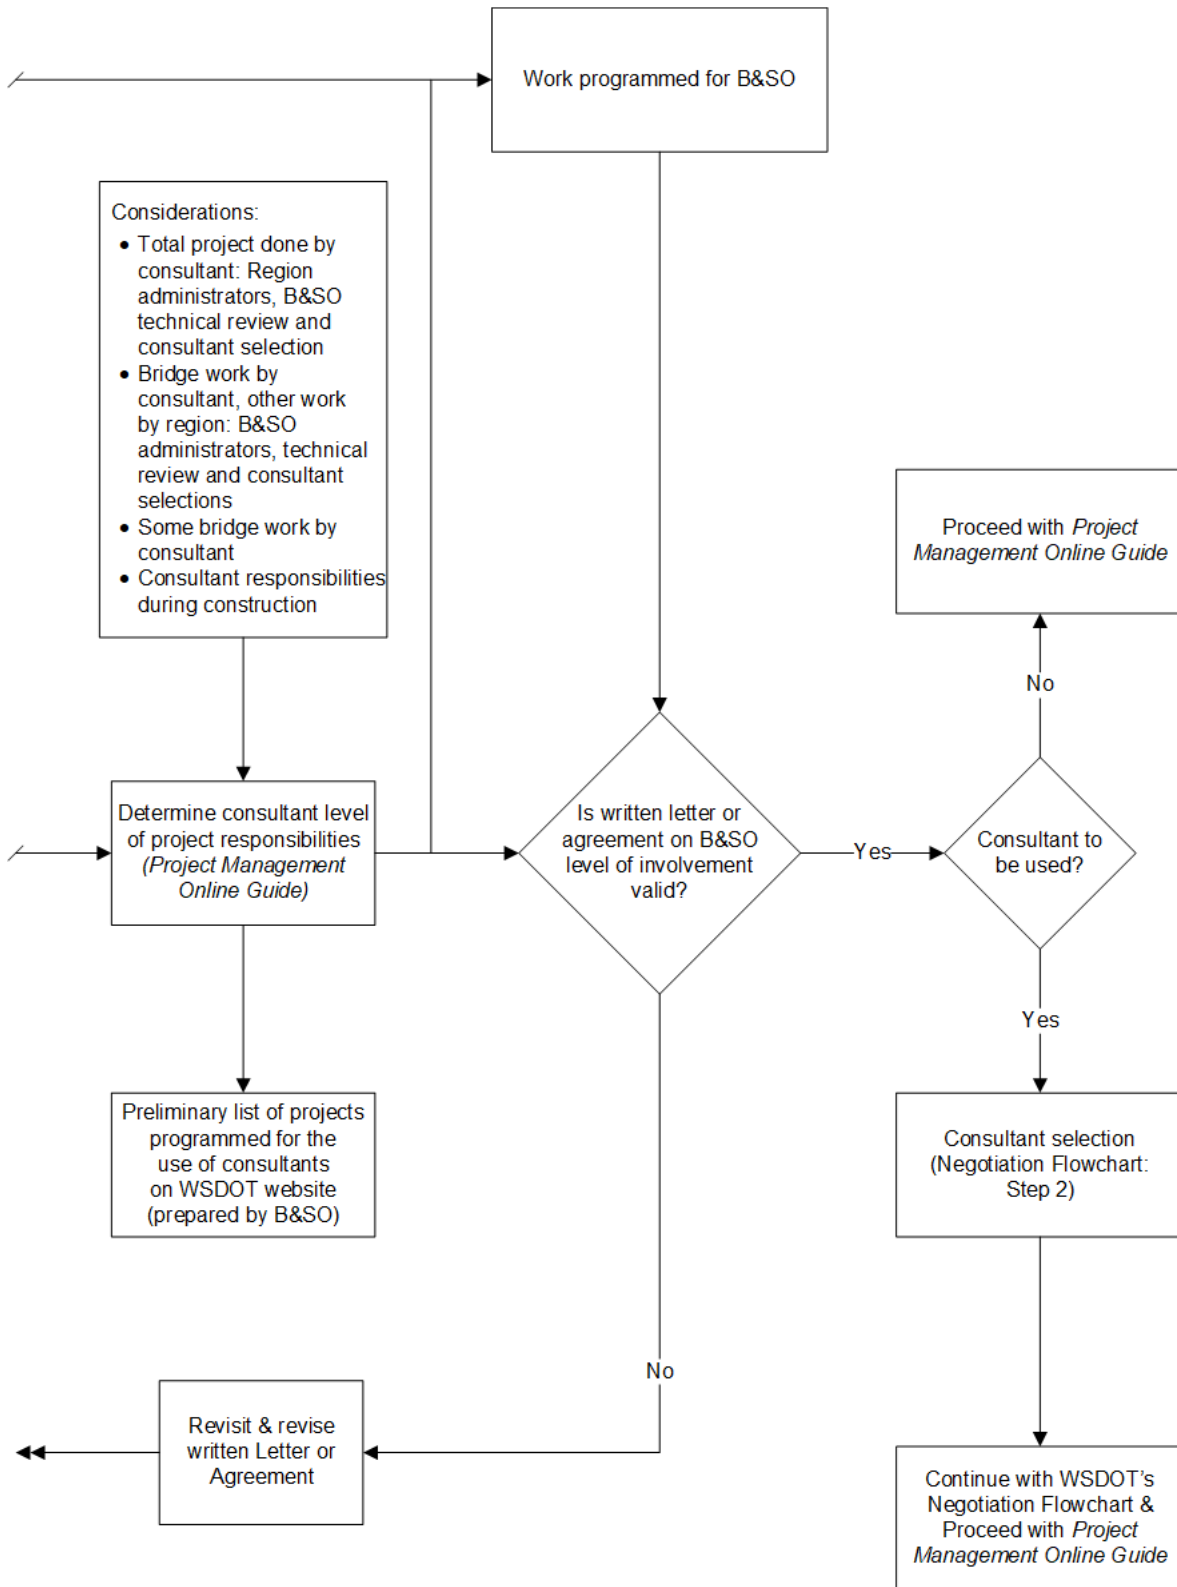 Work programmed for B&SO
Considerations:
• Total project done by
consultant: Region
administrators, B&SO
technical review and
consultant selection
• Bridge work by
consultant, other work
by region: B&SO
administrators, technical
review and consultant
selections
• Some bridge work by
consultant
• Consultant responsibilities
during construction
Proceed with Project
Management Online Guide
No
Determine consultant level
of project responsibilities
(Project Management
Online Guide)
Is written letter or
agreement on B&SO
level of involvement
valid?
Yes
Consultant to
be used?
Yes
Preliminary list of projects
programmed for the
use of consultants
on WSDOT website
(prepared by B&SO)
Consultant selection
(Negotiation Flowchart:
Step 2)
No
Revisit & revise
written Letter or
Agreement
Continue with WSDOT's
Negotiation Flowchart &
Proceed with Project
Management Online Guide